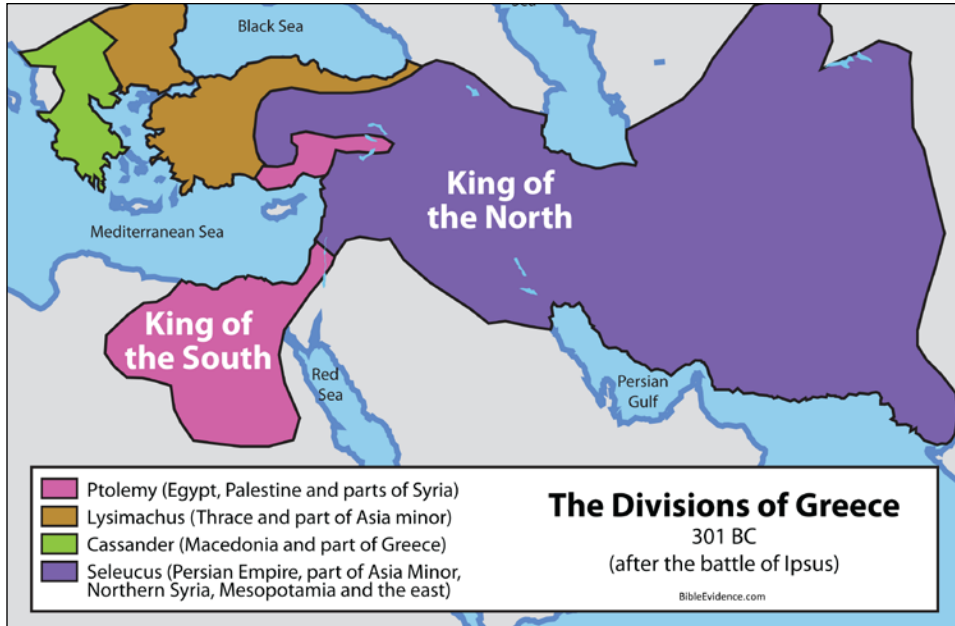 Black Sea
Sea
King of
the North
Mediterranean Sea
King of
the South
Red
Sea
Persian
Gulf
Ptolemy (Egypt, Palestine and parts of Syria)
Lysimachus (Thrace and part of Asia minor)
Cassander (Macedonia and part of Greece)
Seleucus (Persian Empire, part of Asia Minor,
Northern Syria, Mesopotamia and the east)
The Divisions of Greece
301 BC
(after the battle of Ipsus)
BibleEvidence.com